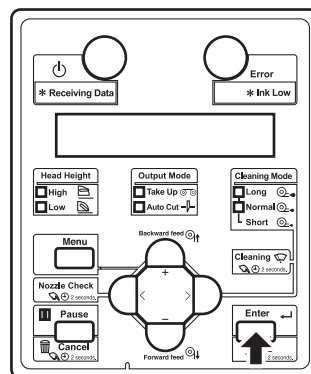 Error
* Receiving Data
* Ink Low
Head Height
High
Low
Output Mode
Take Up
Auto Cut
Cleaning Mode
Long
Normal
Short
Menu
Backward feed
Cleaning
2 seconds.
Nozzle Check
2 seconds.
+
< >
−
Pause
Cancel
2 seconds.
Enter
Forward feed
2 seconds.